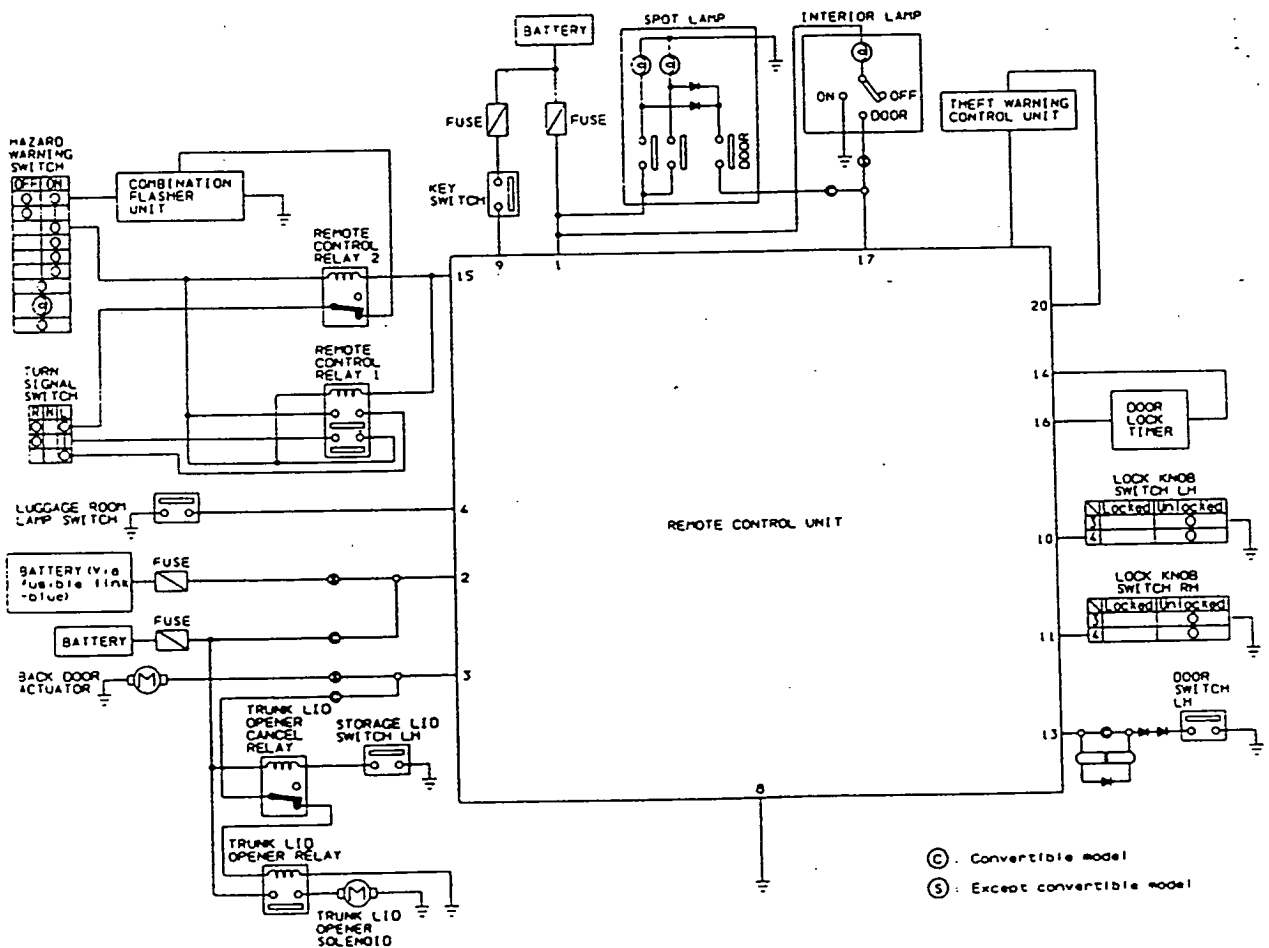 SPOT LAMP
INTERIOR LAMP
BATTERY
ON
OFF
DOOR
THEFT WARNING
CONTROL UNIT
FUSE
FUSE
DOOR
HAZARD
WARNING
SWITCH
OFF ON
COMBINATION
FLASHER
UNIT
KEY
SWITCH
REMOTE
CONTROL
RELAY 2
15
9
1
17
20
REMOTE
CONTROL
RELAY 1
TURN
SIGNAL
SWITCH
R N L
14
16
DOOR
LOCK
TIMER
LUGGAGE ROOM
LAMP SWITCH
4
REMOTE CONTROL UNIT
LOCK KNOB
SWITCH LH
Locked Unlocked
3
4
10
BATTERY (Via
fusible link
-blue)
FUSE
2
LOCK KNOB
SWITCH RH
Locked Unlocked
3
4
11
BATTERY
FUSE
BACK DOOR
ACTUATOR
M
3
DOOR
SWITCH
LH
13
TRUNK LID
OPENER
CANCEL
RELAY
STORAGE LID
SWITCH LH
8
TRUNK LID
OPENER RELAY
M
TRUNK LID
OPENER
SOLENOID
C : Convertible model
S : Except convertible model